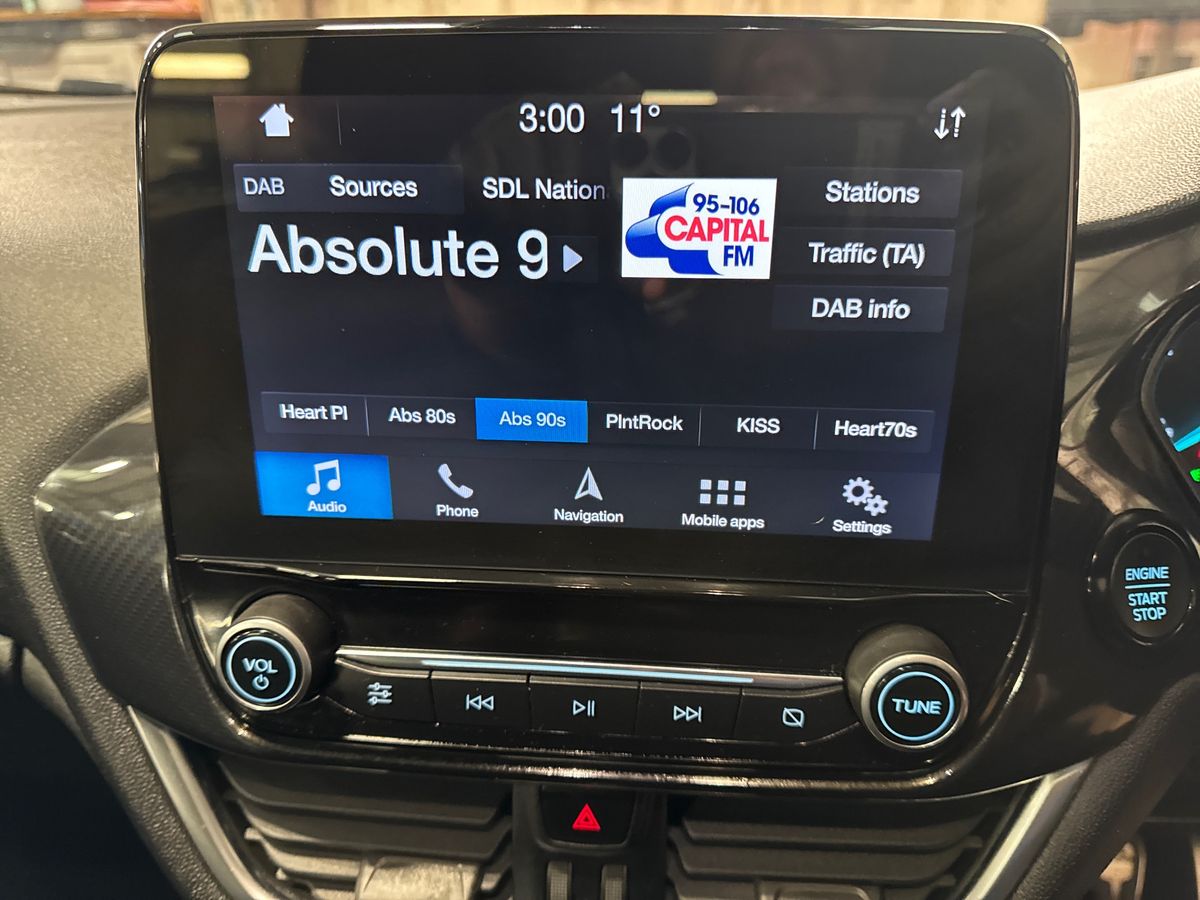 3:00 11°
DAB Sources SDL Nation Stations
Absolute 9
95-106
CAPITAL
FM
Traffic (TA)
DAB info
Heart Pl Abs 80s Abs 90s PlntRock KISS Heart70s
Audio Phone Navigation Mobile apps Settings
ENGINE
START
STOP
VOL
TUNE